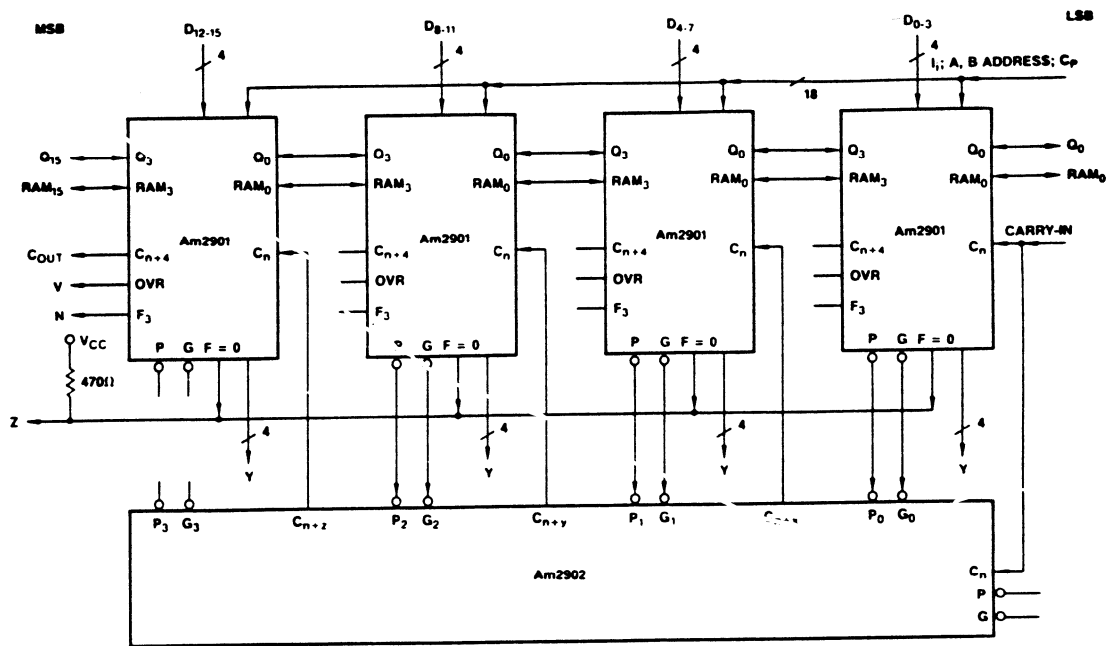 MSB D12-15 D8-11 D4-7 D0-3 LSB
4 4 4 4
Ii; A, B ADDRESS; CP
18
Q15 Q3 Q0 Q3 Q0 Q3 Q0 Q3 Q0 Q0
RAM15 RAM3 RAM0 RAM3 RAM0 RAM3 RAM0 RAM3 RAM0 RAM0
Am2901 Am2901 Am2901 Am2901
CARRY-IN
COUT Cn+4 Cn Cn+4 Cn Cn+4 Cn Cn+4 Cn
V OVR OVR OVR OVR
N F3 F3 F3 F3
VCC
P G F = 0 G F = 0 P G F = 0 P G F = 0
470Ω
Z
4 4 4 4
Y Y Y Y
P3 G3 Cn+z P2 G2 Cn+y P1 G1 P0 G0
Am2902
Cn
P
G